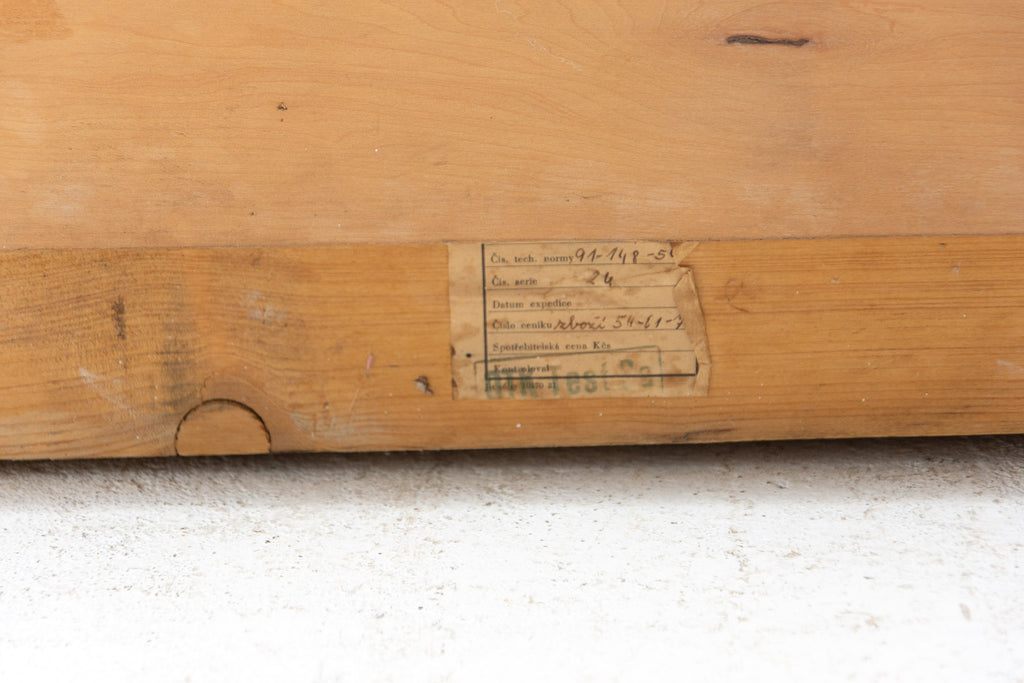 Čís. tech. normy 91-148-51
Čís. serie 24
Datum expedice
Číslo ceníku zboží 54-61-7
Spotřebitelská cena Kčs
Kontroloval